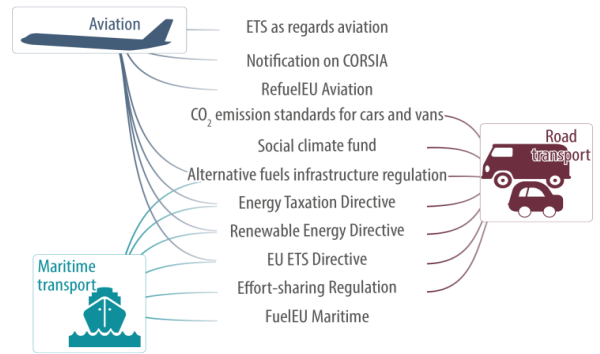 Aviation
ETS as regards aviation
Notification on CORSIA
RefuelEU Aviation
CO₂ emission standards for cars and vans
Social climate fund
Alternative fuels infrastructure regulation
Energy Taxation Directive
Renewable Energy Directive
EU ETS Directive
Effort-sharing Regulation
FuelEU Maritime
Road
transport
Maritime
transport